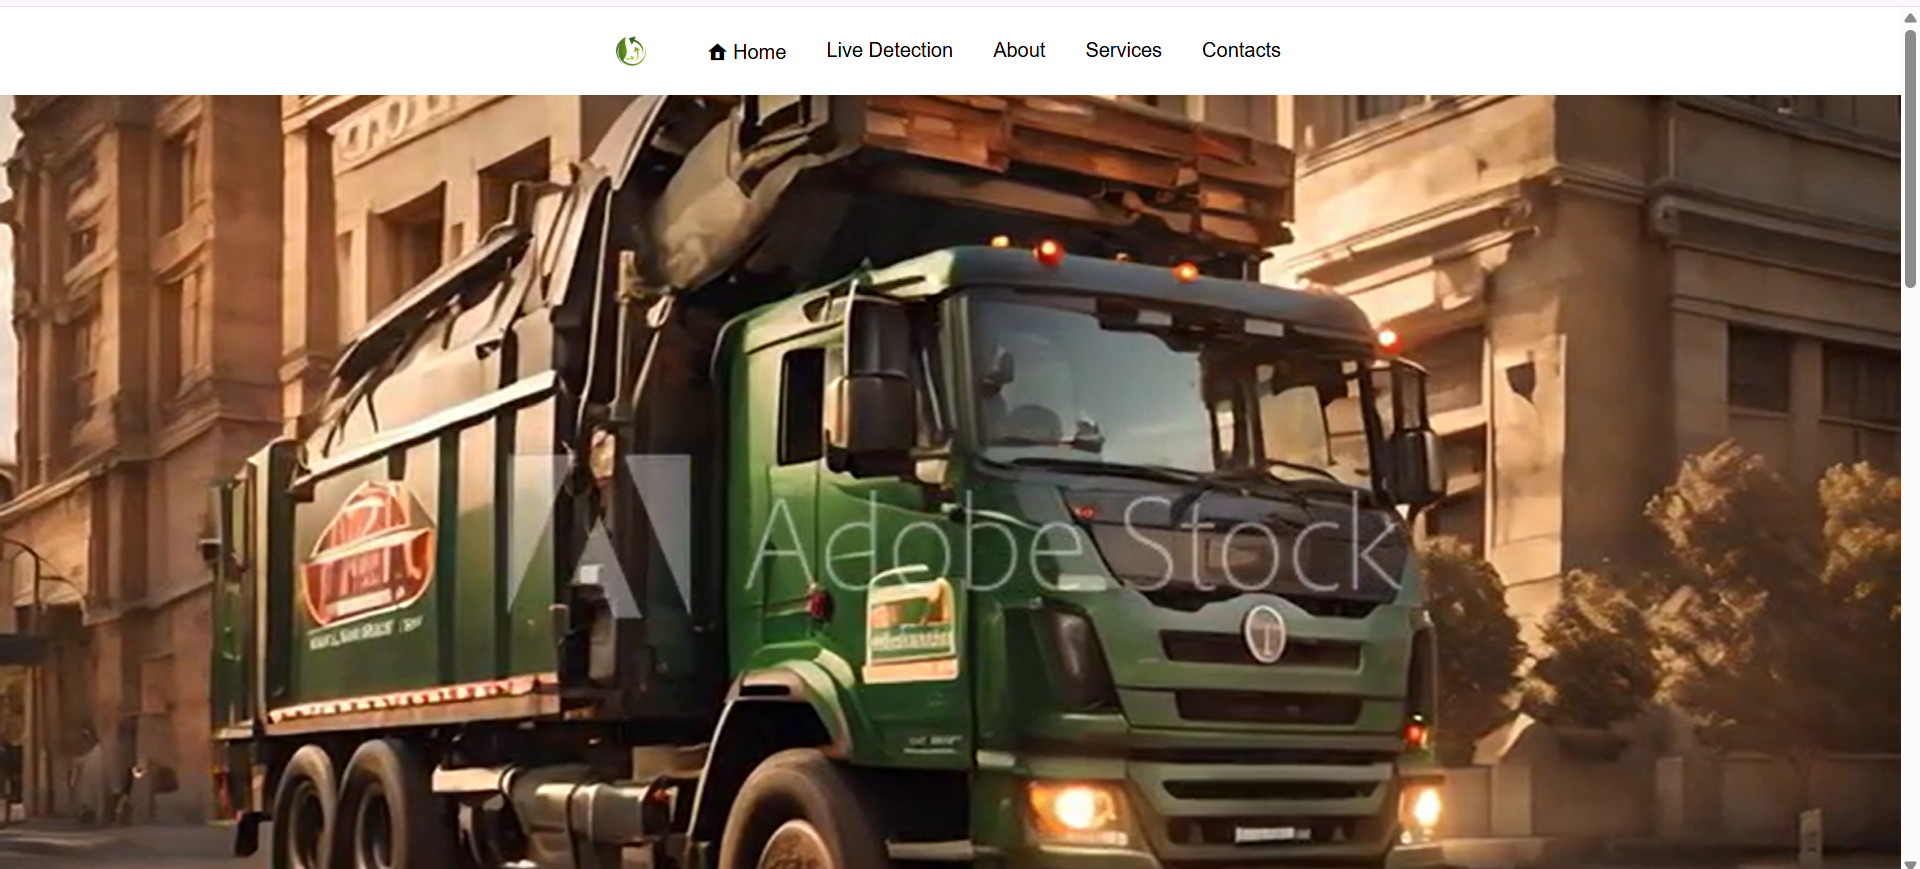 Home
Live Detection
About
Services
Contacts
Adobe Stock